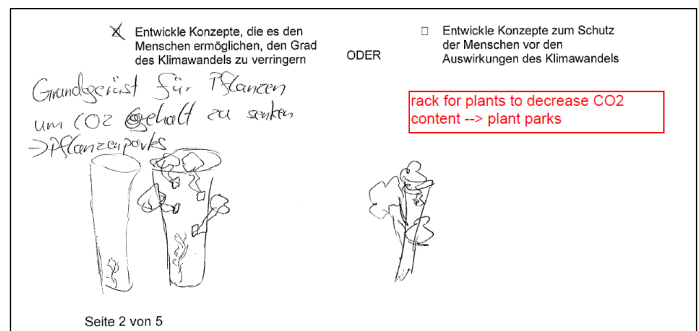 Entwickle Konzepte, die es den
Menschen ermöglichen, den Grad
des Klimawandels zu verringern
ODER
Entwickle Konzepte zum Schutz
der Menschen vor den
Auswirkungen des Klimawandels
Grundgerüst für Pflanzen
um CO2 Gehalt zu senken
->Pflanzenparks
rack for plants to decrease CO2
content --> plant parks
Seite 2 von 5